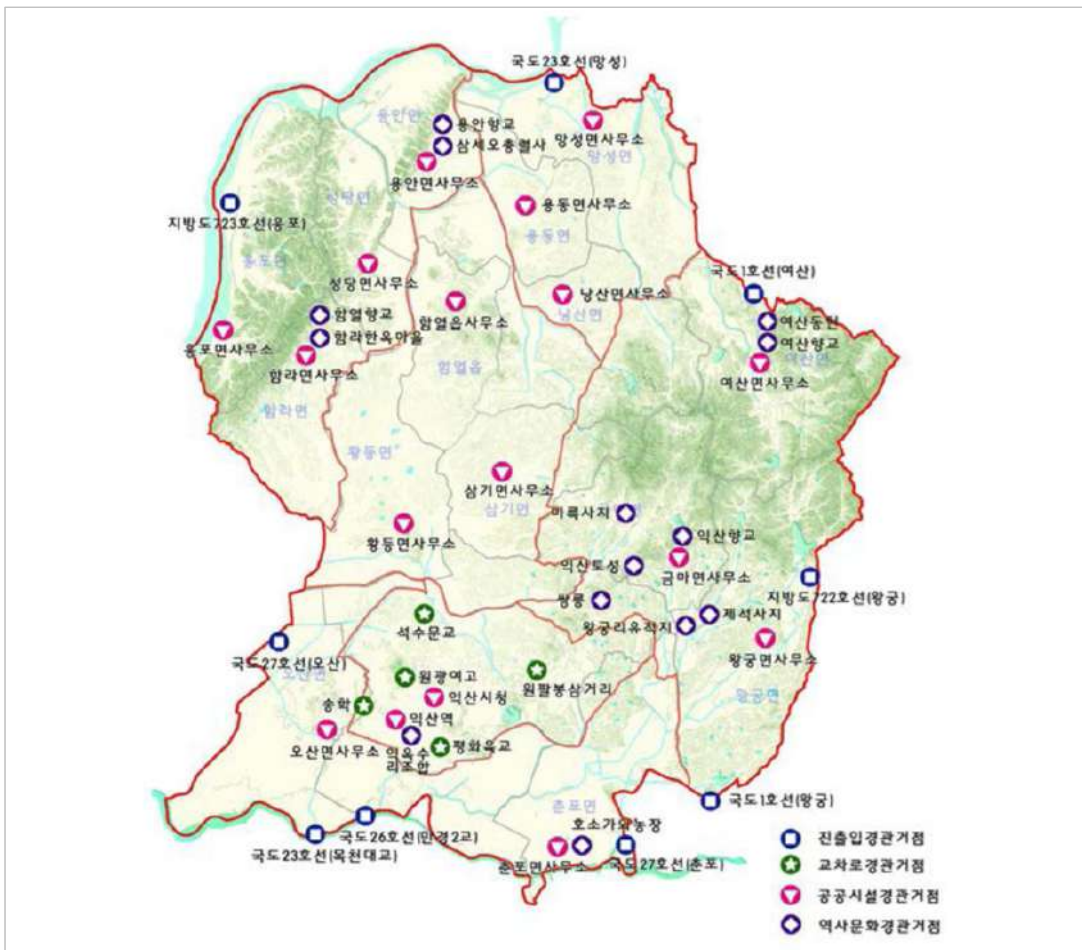 국도23호선(망성)
용안면
용안향교
삼세오충렬사
용안면사무소
망성면사무소
망성면
성당면
지방도723호선(웅포)
용동면사무소
용동면
웅포면
성당면사무소
국도1호선(여산)
낭산면사무소
낭산면
함열읍사무소
함열향교
함라한옥마을
웅포면사무소
함라면사무소
여산동헌
여산향교
여산면
여산면사무소
함열읍
함라면
황등면
삼기면사무소
삼기면
미륵사지
황등면사무소
익산향교
익산토성
금마면사무소
지방도722호선(왕궁)
쌍릉
제석사지
왕궁리유적지
왕궁면사무소
왕궁면
석수문교
국도27호선(오산)
오산면
원광여고
원팔봉삼거리
익산시청
송학
익산역
오산면사무소
익옥수
리조합
평화육교
춘포면
국도1호선(왕궁)
호소가와농장
국도26호선(만경2교)
국도23호선(목천대교)
춘포면사무소
국도27호선(춘포)
진출입경관거점
교차로경관거점
공공시설경관거점
역사문화경관거점